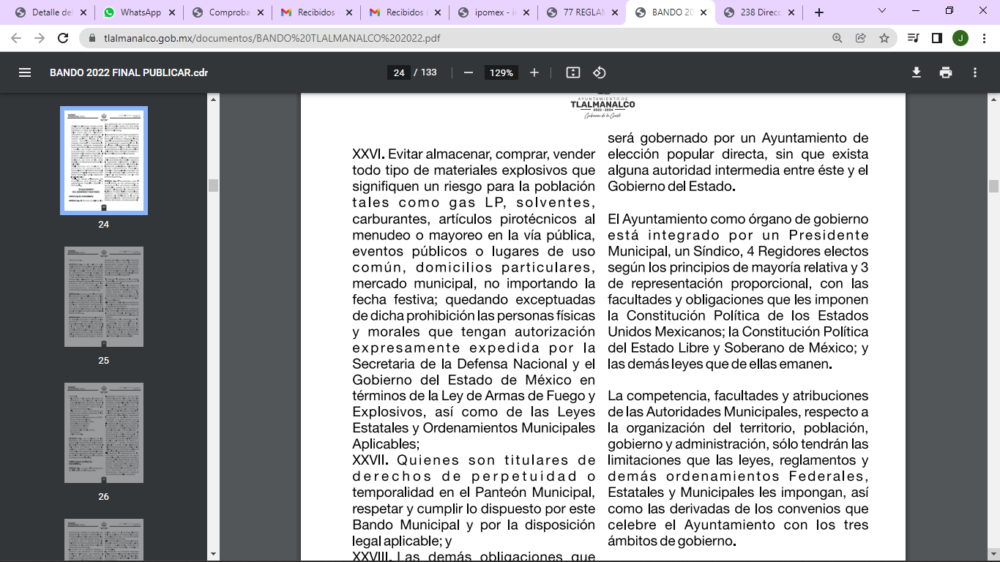 Detalle del
WhatsApp
Comproba
Recibidos
Recibidos
ipomex - i
77 REGLA
BANDO 20
238 Direcc
tlalmanalco.gob.mx/documentos/BANDO%20TLALMANALCO%202022.pdf
J
BANDO 2022 FINAL PUBLICAR.cdr
24 / 133
129%
24
25
26
AYUNTAMIENTO DE
TLALMANALCO
2022 - 2024
Gobierno de la Gente
XXVI. Evitar almacenar, comprar, vender
todo tipo de materiales explosivos que
signifiquen un riesgo para la población
tales como gas LP, solventes,
carburantes, artículos pirotécnicos al
menudeo o mayoreo en la vía pública,
eventos públicos o lugares de uso
común, domicilios particulares,
mercado municipal, no importando la
fecha festiva; quedando exceptuadas
de dicha prohibición las personas físicas
y morales que tengan autorización
expresamente expedida por la
Secretaria de la Defensa Nacional y el
Gobierno del Estado de México en
términos de la Ley de Armas de Fuego y
Explosivos, así como de las Leyes
Estatales y Ordenamientos Municipales
Aplicables;
XXVII. Quienes son titulares de
derechos de perpetuidad o
temporalidad en el Panteón Municipal,
respetar y cumplir lo dispuesto por este
Bando Municipal y por la disposición
legal aplicable; y
XXVIII. Las demás obligaciones que
será gobernado por un Ayuntamiento de
elección popular directa, sin que exista
alguna autoridad intermedia entre éste y el
Gobierno del Estado.
El Ayuntamiento como órgano de gobierno
está integrado por un Presidente
Municipal, un Síndico, 4 Regidores electos
según los principios de mayoría relativa y 3
de representación proporcional, con las
facultades y obligaciones que les imponen
la Constitución Política de los Estados
Unidos Mexicanos; la Constitución Política
del Estado Libre y Soberano de México; y
las demás leyes que de ellas emanen.
La competencia, facultades y atribuciones
de las Autoridades Municipales, respecto a
la organización del territorio, población,
gobierno y administración, sólo tendrán las
limitaciones que las leyes, reglamentos y
demás ordenamientos Federales,
Estatales y Municipales les impongan, así
como las derivadas de los convenios que
celebre el Ayuntamiento con los tres
ámbitos de gobierno.